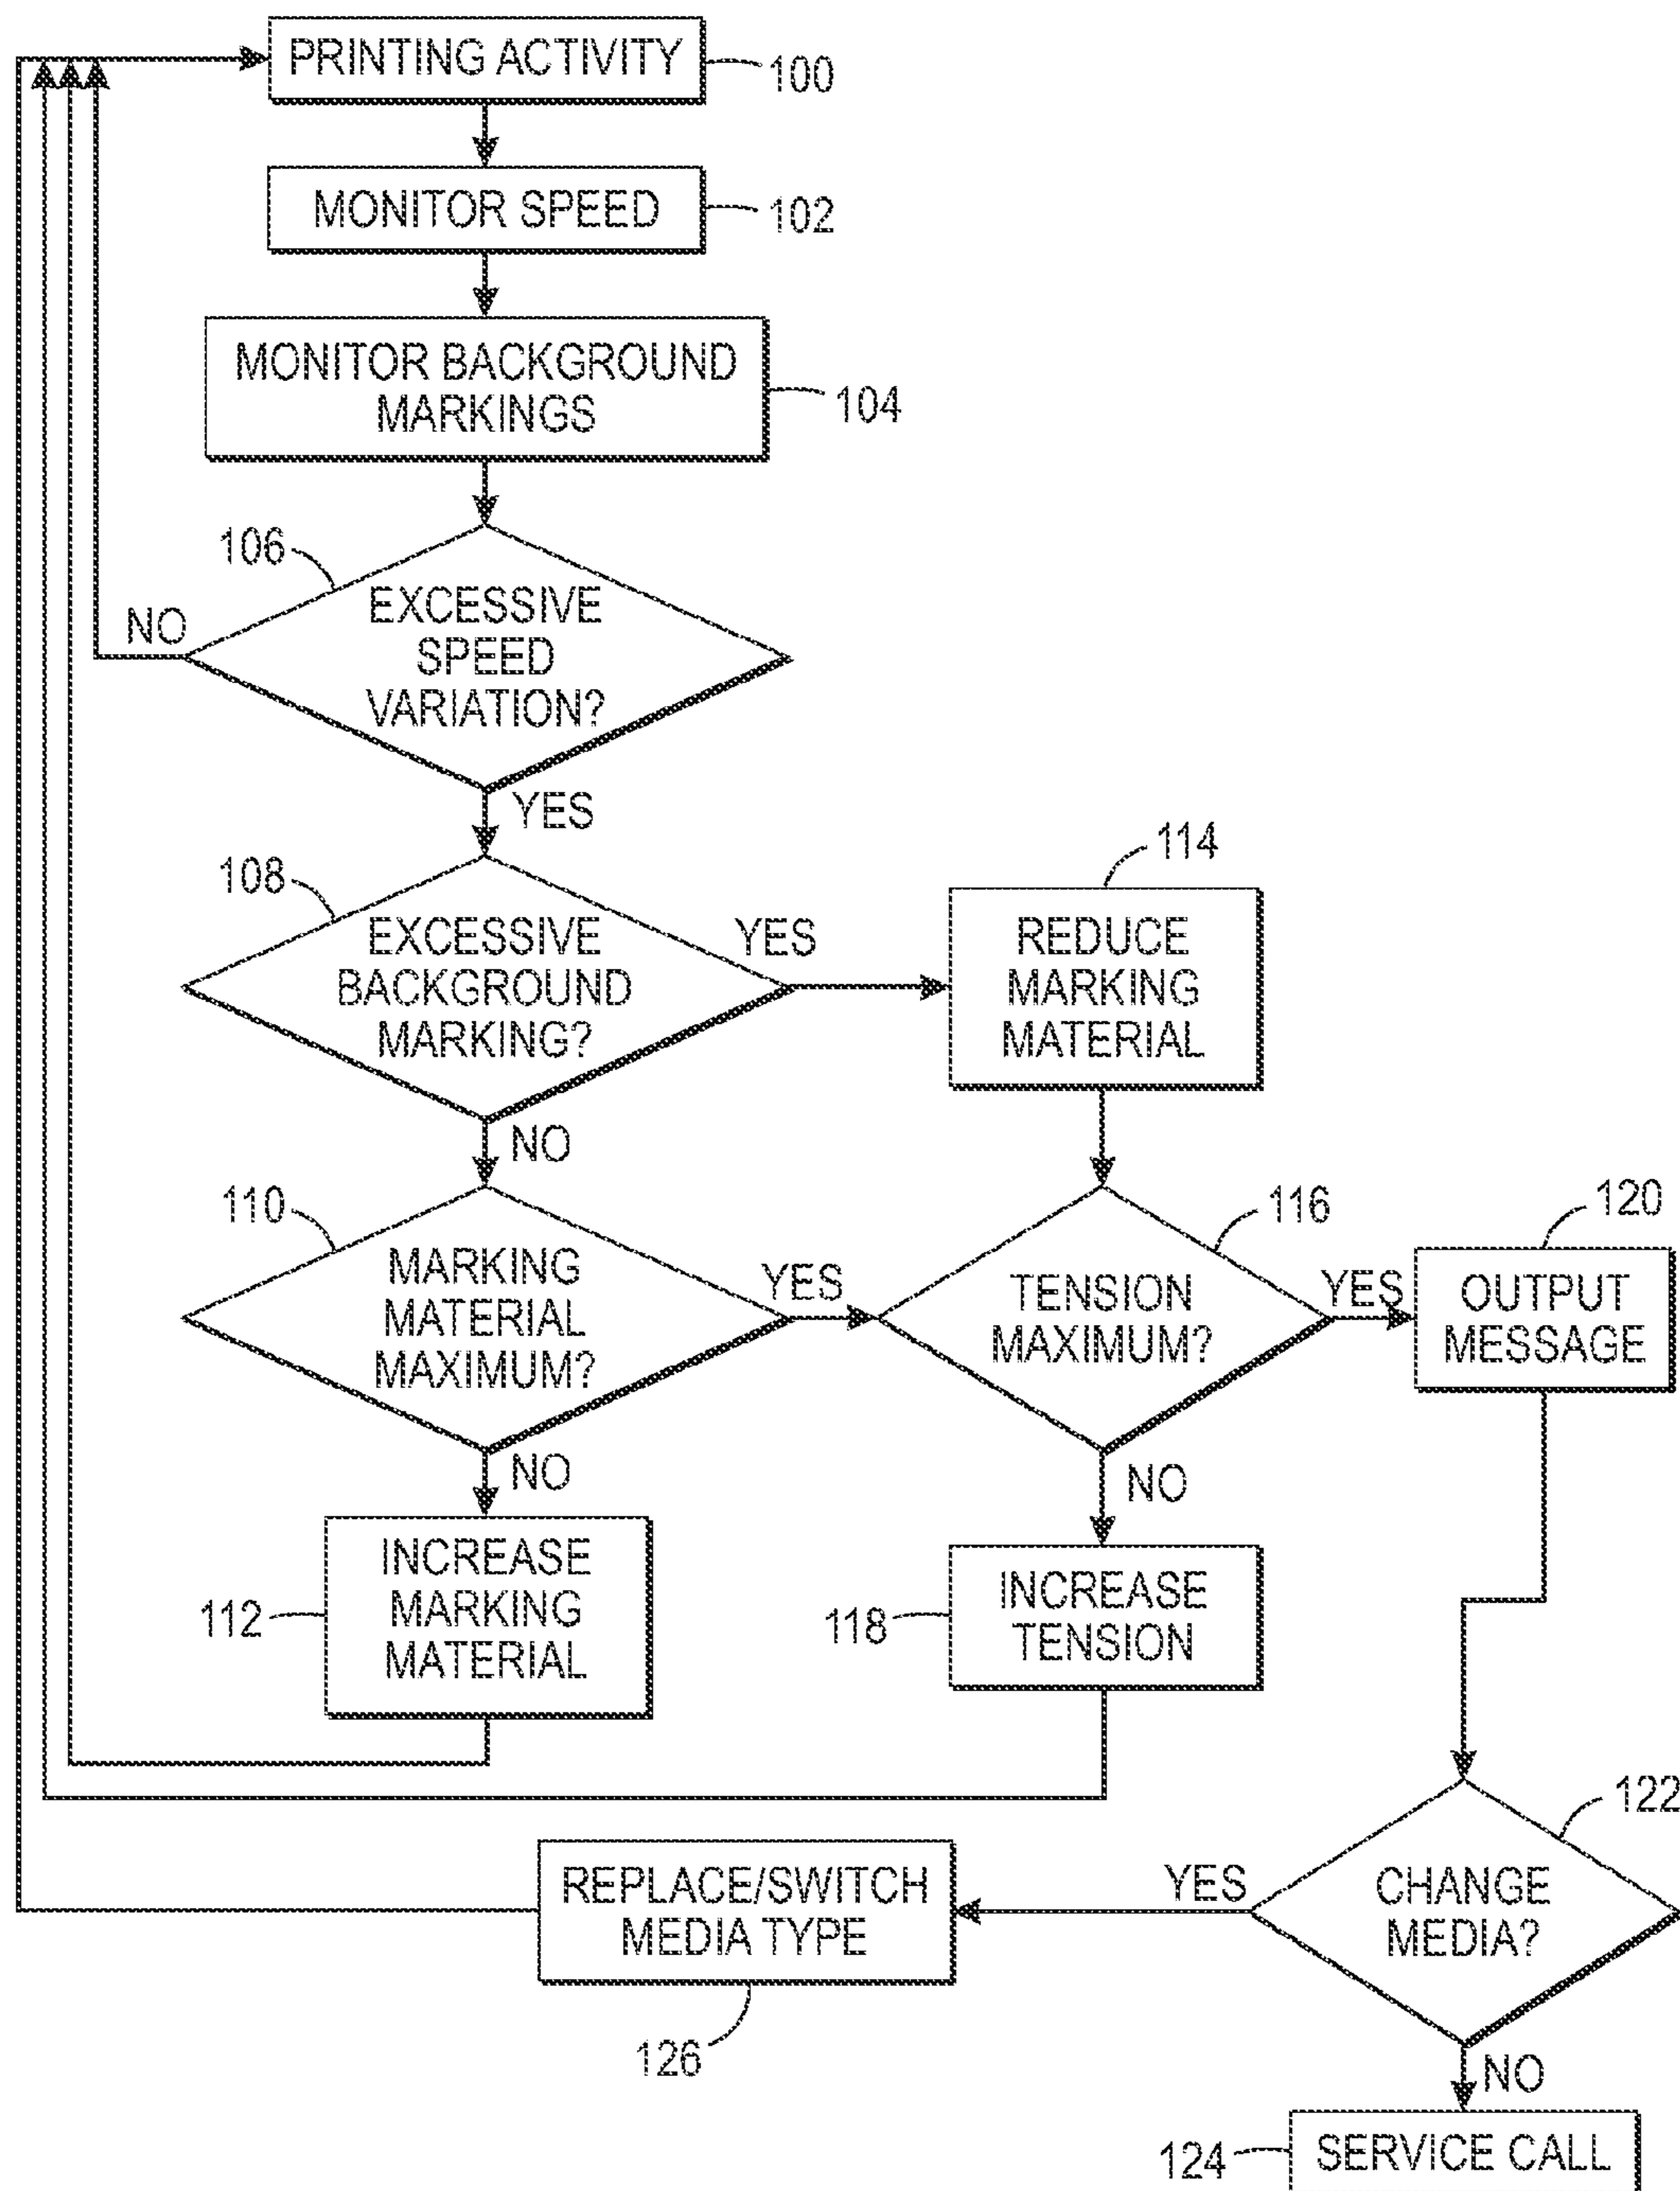 PRINTING ACTIVITY
100
MONITOR SPEED
102
MONITOR BACKGROUND
MARKINGS
104
106
NO
EXCESSIVE
SPEED
VARIATION?
YES
108
EXCESSIVE
BACKGROUND
MARKING?
YES
114
REDUCE
MARKING
MATERIAL
NO
110
MARKING
MATERIAL
MAXIMUM?
YES
116
TENSION
MAXIMUM?
YES
120
OUTPUT
MESSAGE
NO
112
INCREASE
MARKING
MATERIAL
NO
118
INCREASE
TENSION
122
CHANGE
MEDIA?
YES
REPLACE/SWITCH
MEDIA TYPE
126
NO
124
SERVICE CALL